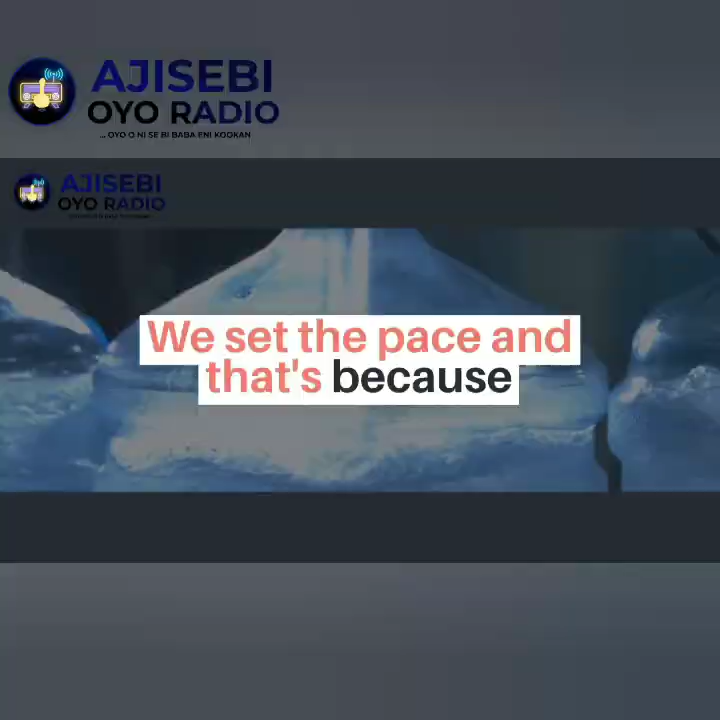 AJISEBI
OYO RADIO
... OYO O NI SE BI BABA ENI KOOKAN
AJISEBI
OYO RADIO
We set the pace and
that's because